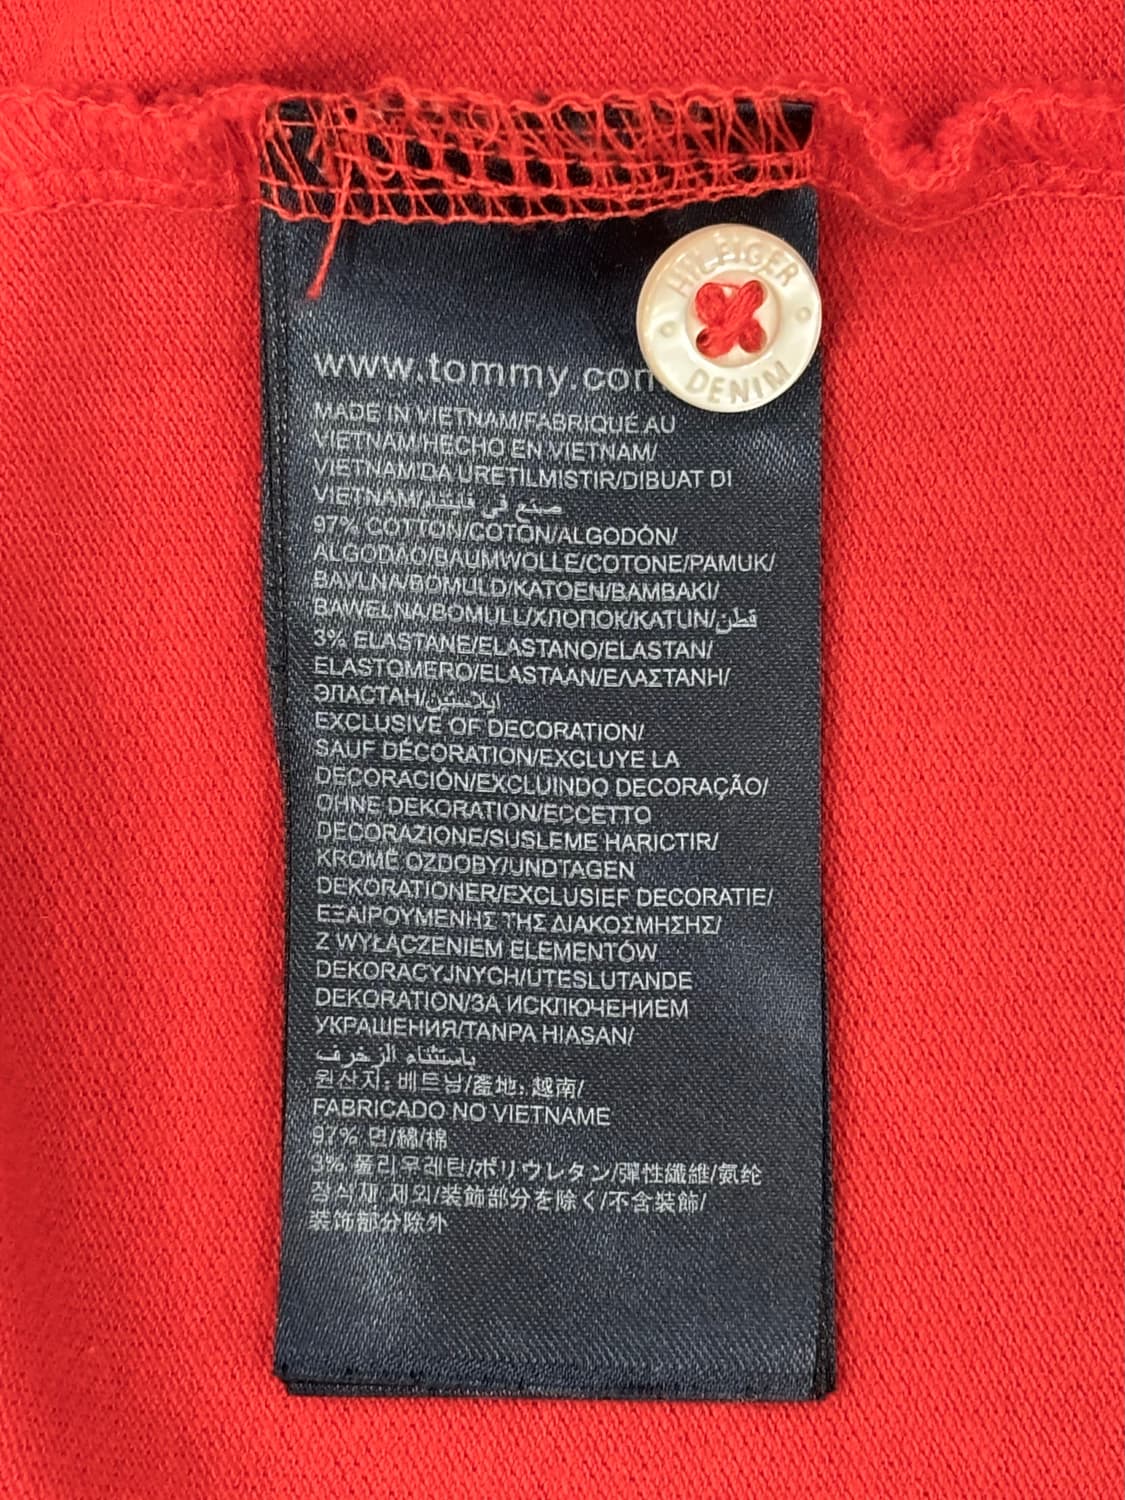 HILFIGER
DENIM
www.tommy.com
MADE IN VIETNAM/FABRIQUÉ AU
VIETNAM/HECHO EN VIETNAM/
VIETNAM'DA ÜRETİLMİSTİR/DIBUAT DI
VIETNAM/صنع في فيتنام
97% COTTON/COTON/ALGODÓN/
ALGODÃO/BAUMWOLLE/COTONE/PAMUK/
BAVLNA/BOMULD/KATOEN/BAMBAKI/
BAWEŁNA/BOMULL/ХЛОПОК/KATUN/قطن
3% ELASTANE/ELASTANO/ELASTAN/
ELASTOMERO/ELASTAAN/ΕΛΑΣΤΑΝΗ/
ЭЛАСТАН/ايلاستين
EXCLUSIVE OF DECORATION/
SAUF DÉCORATION/EXCLUYE LA
DECORACIÓN/EXCLUINDO DECORAÇÃO/
OHNE DEKORATION/ECCETTO
DECORAZIONE/SUSLEME HARICTIR/
KROMĚ OZDOBY/UNDTAGEN
DEKORATIONER/EXCLUSIEF DECORATIE/
ΕΞΑΙΡΟΥΜΕΝΗΣ ΤΗΣ ΔΙΑΚΟΣΜΗΣΗΣ/
Z WYŁĄCZENIEM ELEMENTÓW
DEKORACYJNYCH/UTESLUTANDE
DEKORATION/ЗА ИСКЛЮЧЕНИЕМ
УКРАШЕНИЯ/TANPA HIASAN/
باستثناء الزخرف
원산지: 베트남/產地: 越南/
FABRICADO NO VIETNAME
97% 면/綿/棉
3% 폴리우레탄/ポリウレタン/彈性纖維/氨纶
장식재 제외/装飾部分を除く/不含裝飾/
装饰部分除外